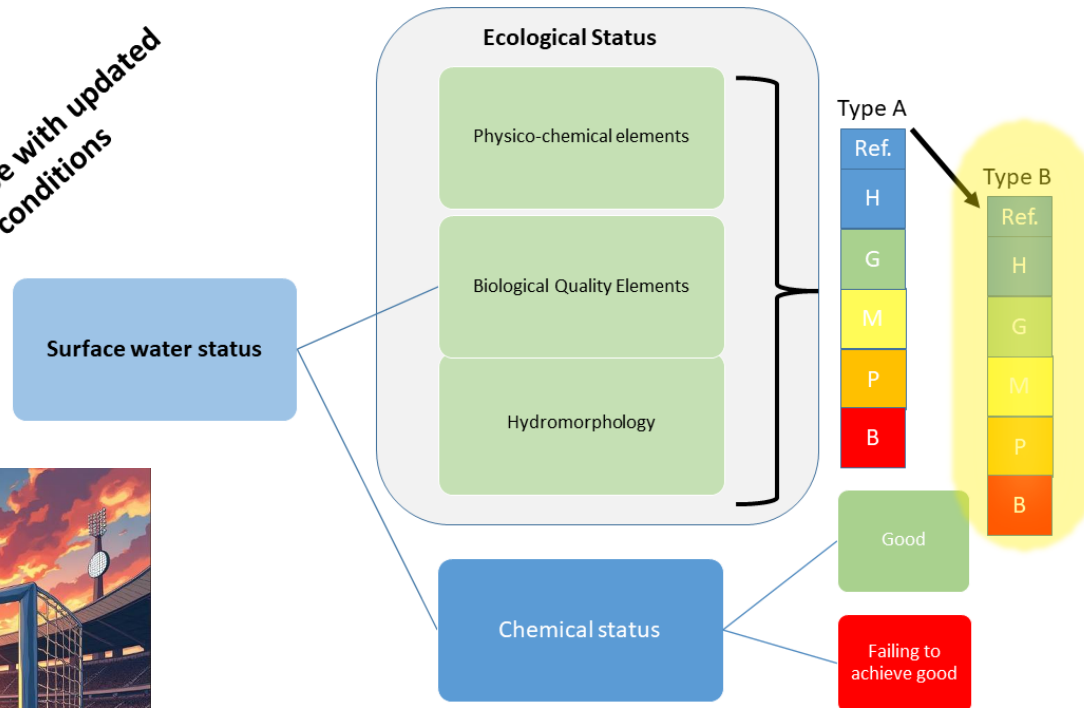 with updated
conditions
Ecological Status
Physico-chemical elements
Biological Quality Elements
Hydromorphology
Surface water status
Type A
Ref.
H
G
M
P
B
Type B
Ref.
H
G
M
P
B
Chemical status
Good
Failing to
achieve good